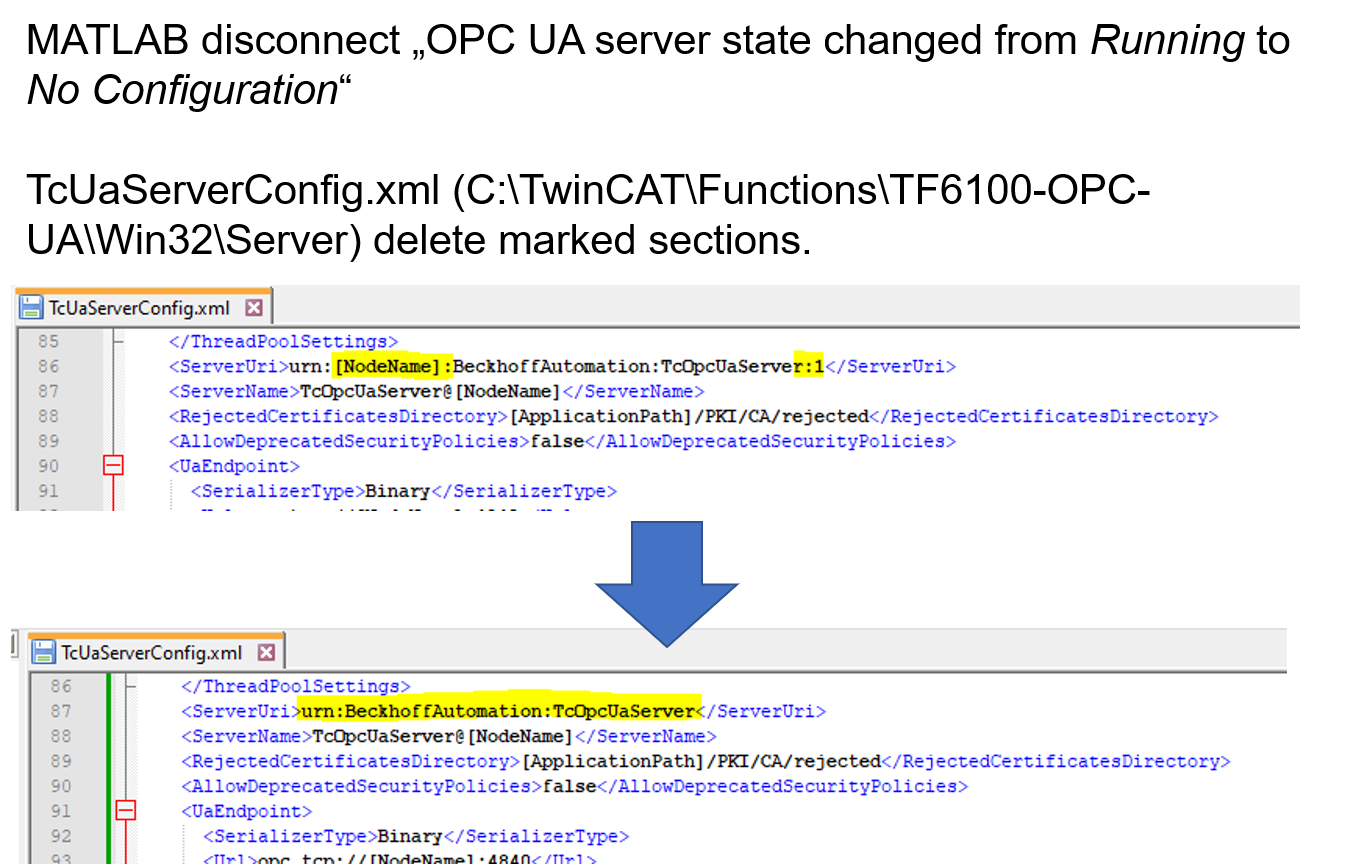 MATLAB disconnect „OPC UA server state changed from Running to
No Configuration“
TcUaServerConfig.xml (C:\TwinCAT\Functions\TF6100-OPC-
UA\Win32\Server) delete marked sections.
TcUaServerConfig.xml
85 </ThreadPoolSettings>
86 <ServerUri>urn:[NodeName]:BeckhoffAutomation:TcOpcUaServer:1</ServerUri>
87 <ServerName>TcOpcUaServer@[NodeName]</ServerName>
88 <RejectedCertificatesDirectory>[ApplicationPath]/PKI/CA/rejected</RejectedCertificatesDirectory>
89 <AllowDeprecatedSecurityPolicies>false</AllowDeprecatedSecurityPolicies>
90 <UaEndpoint>
91 <SerializerType>Binary</SerializerType>
TcUaServerConfig.xml
86 </ThreadPoolSettings>
87 <ServerUri>urn:BeckhoffAutomation:TcOpcUaServer</ServerUri>
88 <ServerName>TcOpcUaServer@[NodeName]</ServerName>
89 <RejectedCertificatesDirectory>[ApplicationPath]/PKI/CA/rejected</RejectedCertificatesDirectory>
90 <AllowDeprecatedSecurityPolicies>false</AllowDeprecatedSecurityPolicies>
91 <UaEndpoint>
92 <SerializerType>Binary</SerializerType>
93 <Url>opc.tcp://[NodeName]:4840</Url>